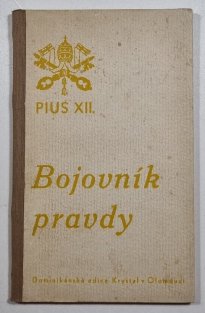 PIUS XII.
Bojovník
pravdy
Dominikánská edice Krystal v Olomouci